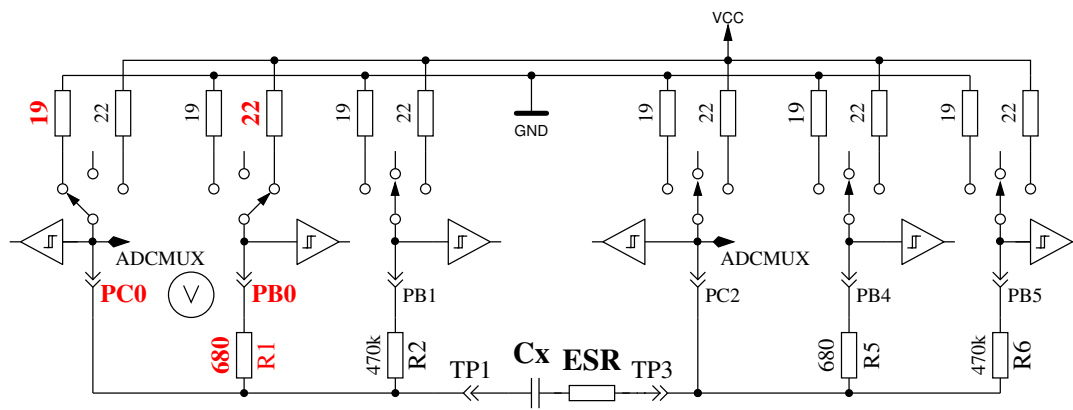 VCC
19
22
19
22
19
22
GND
19
22
19
22
19
22
ADCMUX
ADCMUX
PC0
V
PB0
PB1
PC2
PB4
PB5
680
R1
470k
R2
TP1
Cx
ESR
TP3
680
R5
470k
R6